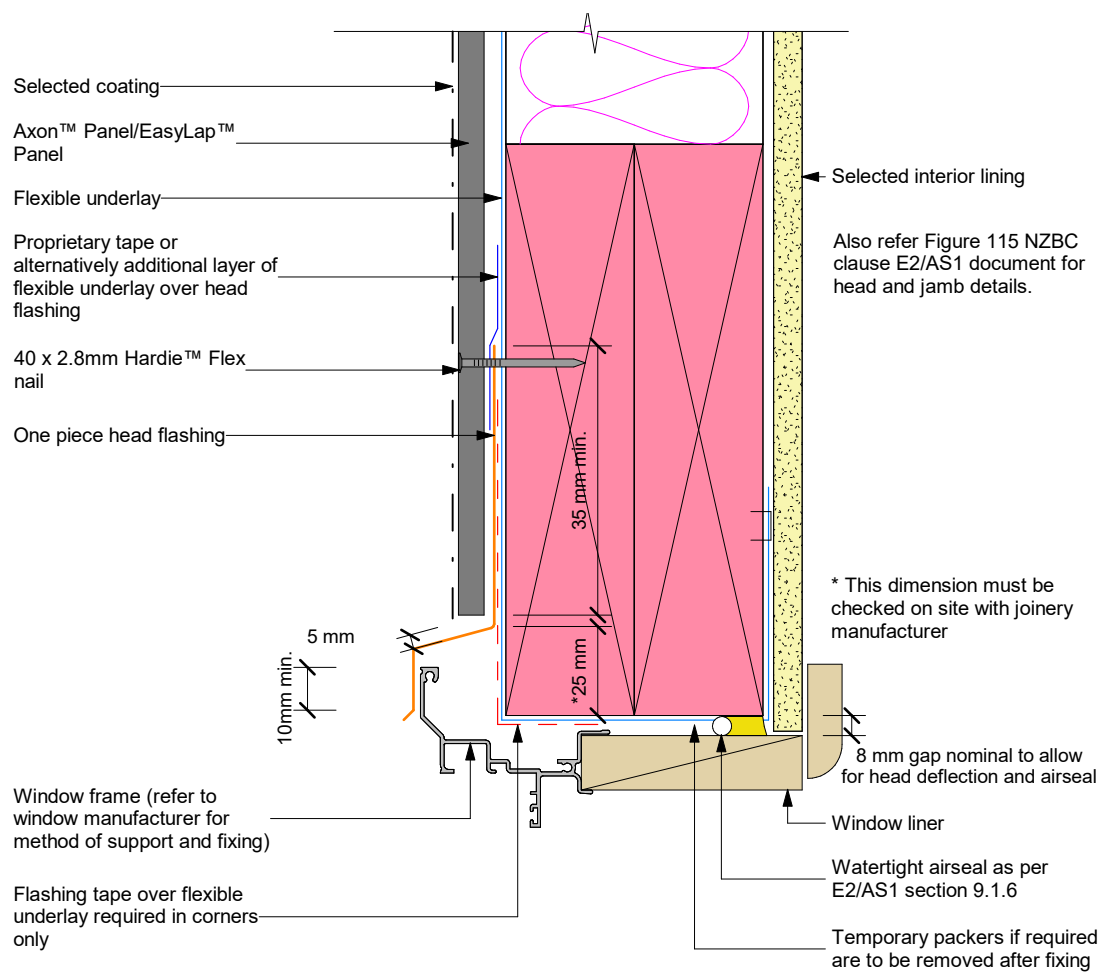 Selected coating
Axon™ Panel/EasyLap™
Panel
Flexible underlay
Proprietary tape or
alternatively additional layer of
flexible underlay over head
flashing
40 x 2.8mm Hardie™ Flex
nail
One piece head flashing
5 mm
10mm min.
Window frame (refer to
window manufacturer for
method of support and fixing)
Flashing tape over flexible
underlay required in corners
only
35 mm min.
*25 mm
Selected interior lining
Also refer Figure 115 NZBC
clause E2/AS1 document for
head and jamb details.
* This dimension must be
checked on site with joinery
manufacturer
8 mm gap nominal to allow
for head deflection and airseal
Window liner
Watertight airseal as per
E2/AS1 section 9.1.6
Temporary packers if required
are to be removed after fixing